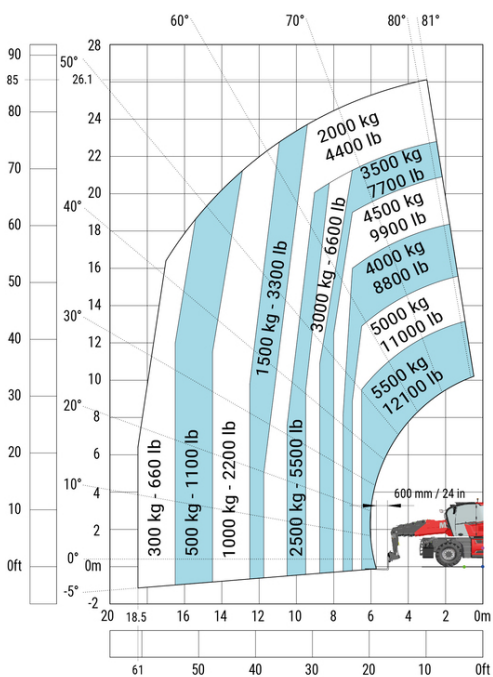 60°
70°
80°
81°
90
28
50°
85
26.1
80
24
2000 kg
4400 lb
22
3500 kg
7700 lb
70
20
4500 kg
9900 lb
40°
60
18
4000 kg
8800 lb
16
50
14
5000 kg
11000 lb
30°
40
12
5500 kg
12100 lb
10
30
20°
8
300 kg - 660 lb
500 kg - 1100 lb
1000 kg - 2200 lb
1500 kg - 3300 lb
2500 kg - 5500 lb
3000 kg - 6600 lb
20
6
10°
4
600 mm / 24 in
10
2
0ft
0°
0m
-5°
-2
20
18.5
16
14
12
10
8
6
4
2
0m
61
50
40
30
20
10
0ft